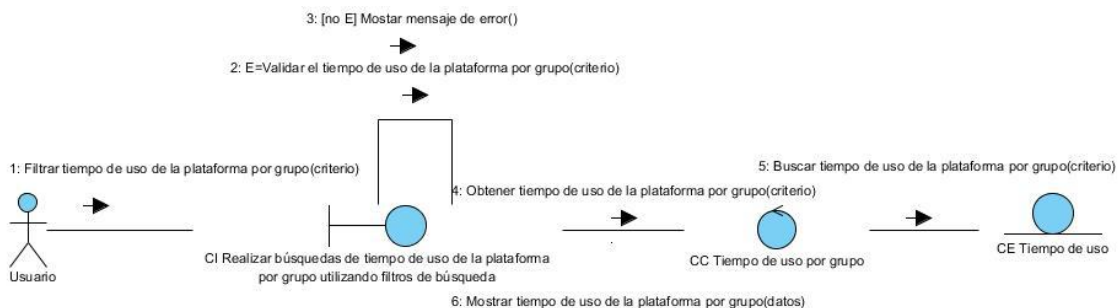 3: [no E] Mostar mensaje de error()
2: E=Validar el tiempo de uso de la plataforma por grupo(criterio)
1: Filtrar tiempo de uso de la plataforma por grupo(criterio)
5: Buscar tiempo de uso de la plataforma por grupo(criterio)
4: Obtener tiempo de uso de la plataforma por grupo(criterio)
Usuario
CI Realizar búsquedas de tiempo de uso de la plataforma
por grupo utilizando filtros de búsqueda
CC Tiempo de uso por grupo
CE Tiempo de uso
6: Mostrar tiempo de uso de la plataforma por grupo(datos)